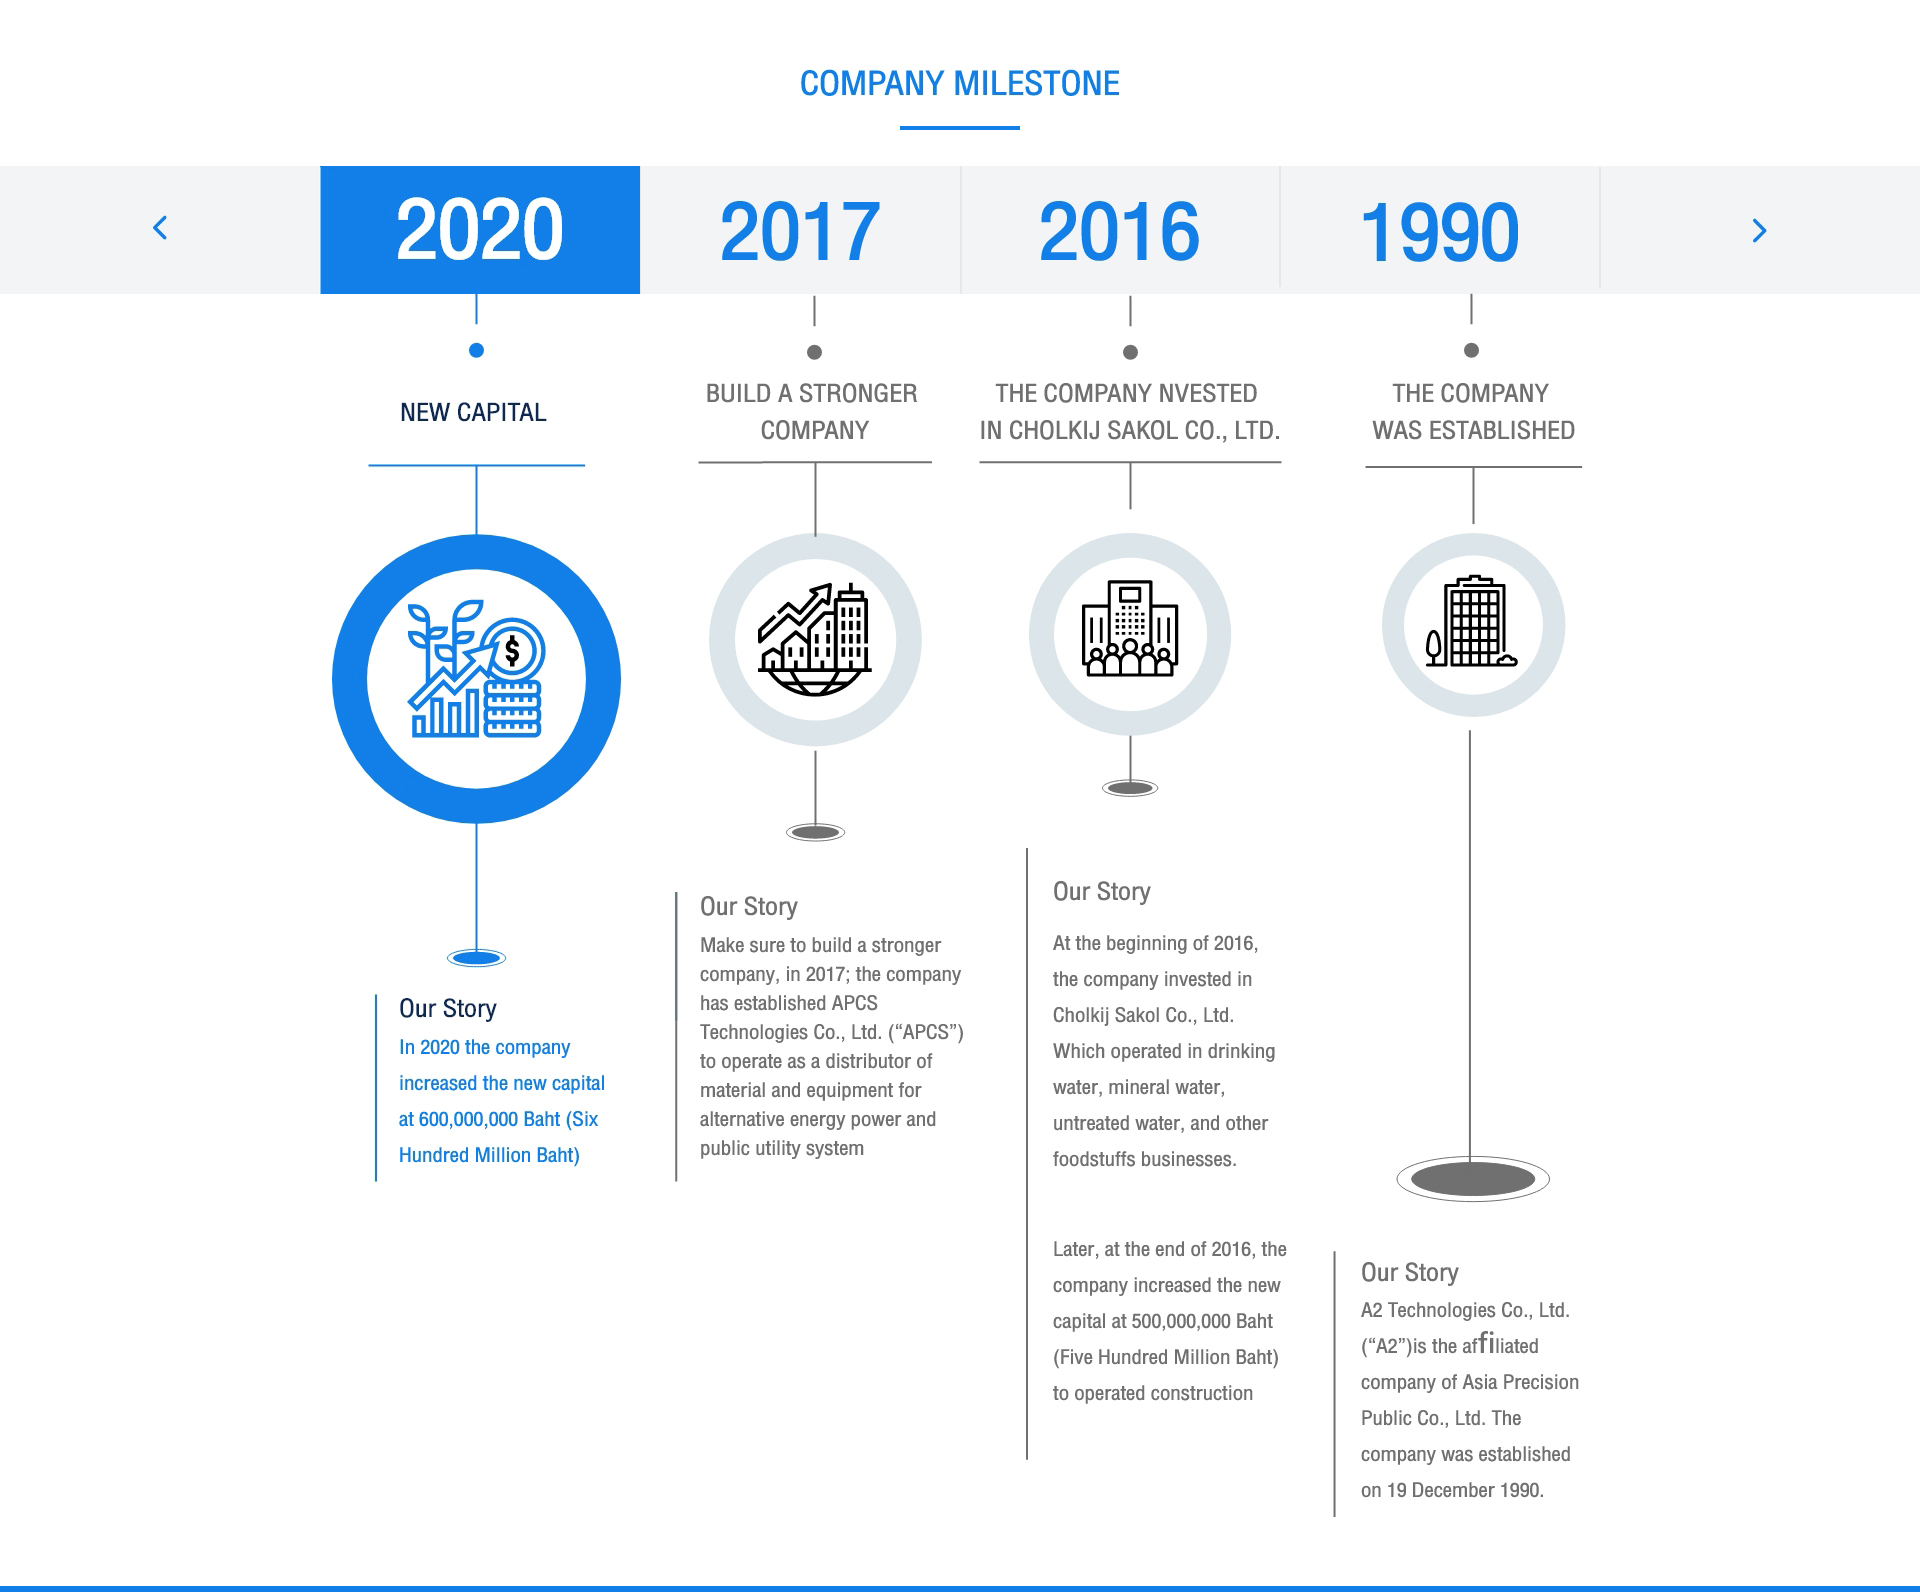 COMPANY MILESTONE
2020
2017
2016
1990
NEW CAPITAL
BUILD A STRONGER
COMPANY
THE COMPANY NVESTED
IN CHOLKIJ SAKOL CO., LTD.
THE COMPANY
WAS ESTABLISHED
$
Our Story
In 2020 the company
increased the new capital
at 600,000,000 Baht (Six
Hundred Million Baht)
Our Story
Make sure to build a stronger
company, in 2017; the company
has established APCS
Technologies Co., Ltd. (“APCS”)
to operate as a distributor of
material and equipment for
alternative energy power and
public utility system
Our Story
At the beginning of 2016,
the company invested in
Cholkij Sakol Co., Ltd.
Which operated in drinking
water, mineral water,
untreated water, and other
foodstuffs businesses.
Later, at the end of 2016, the
company increased the new
capital at 500,000,000 Baht
(Five Hundred Million Baht)
to operated construction
Our Story
A2 Technologies Co., Ltd.
(“A2”)is the affiliated
company of Asia Precision
Public Co., Ltd. The
company was established
on 19 December 1990.